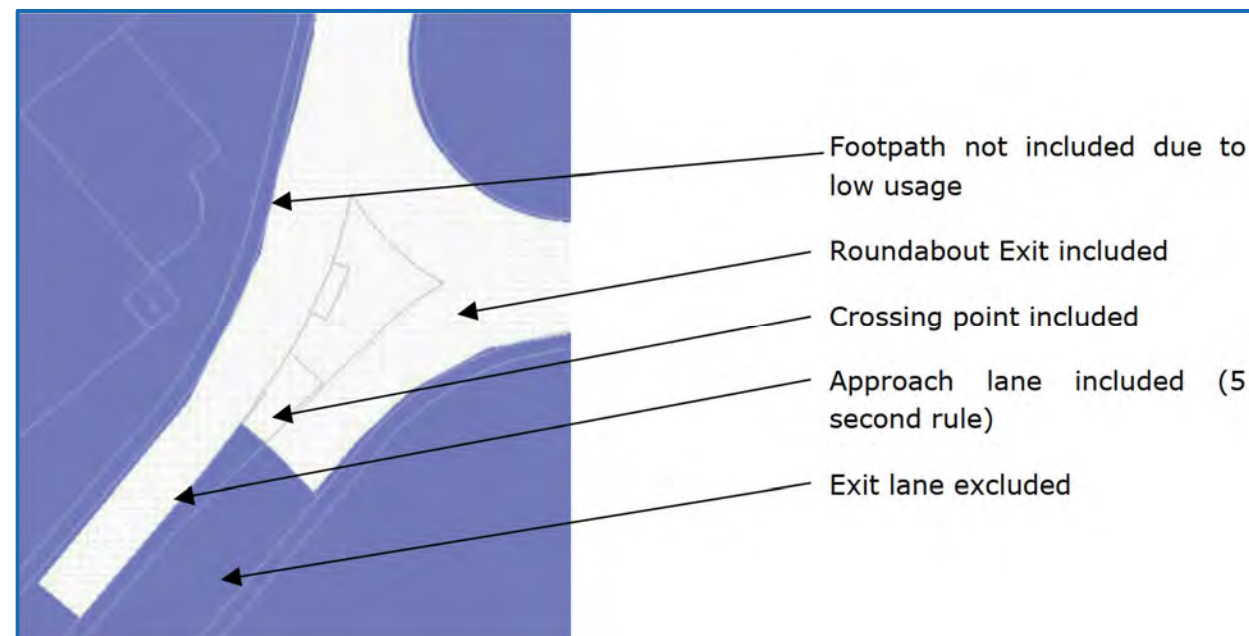 Footpath not included due to
low usage
Roundabout Exit included
Crossing point included
Approach lane included (5
second rule)
Exit lane excluded